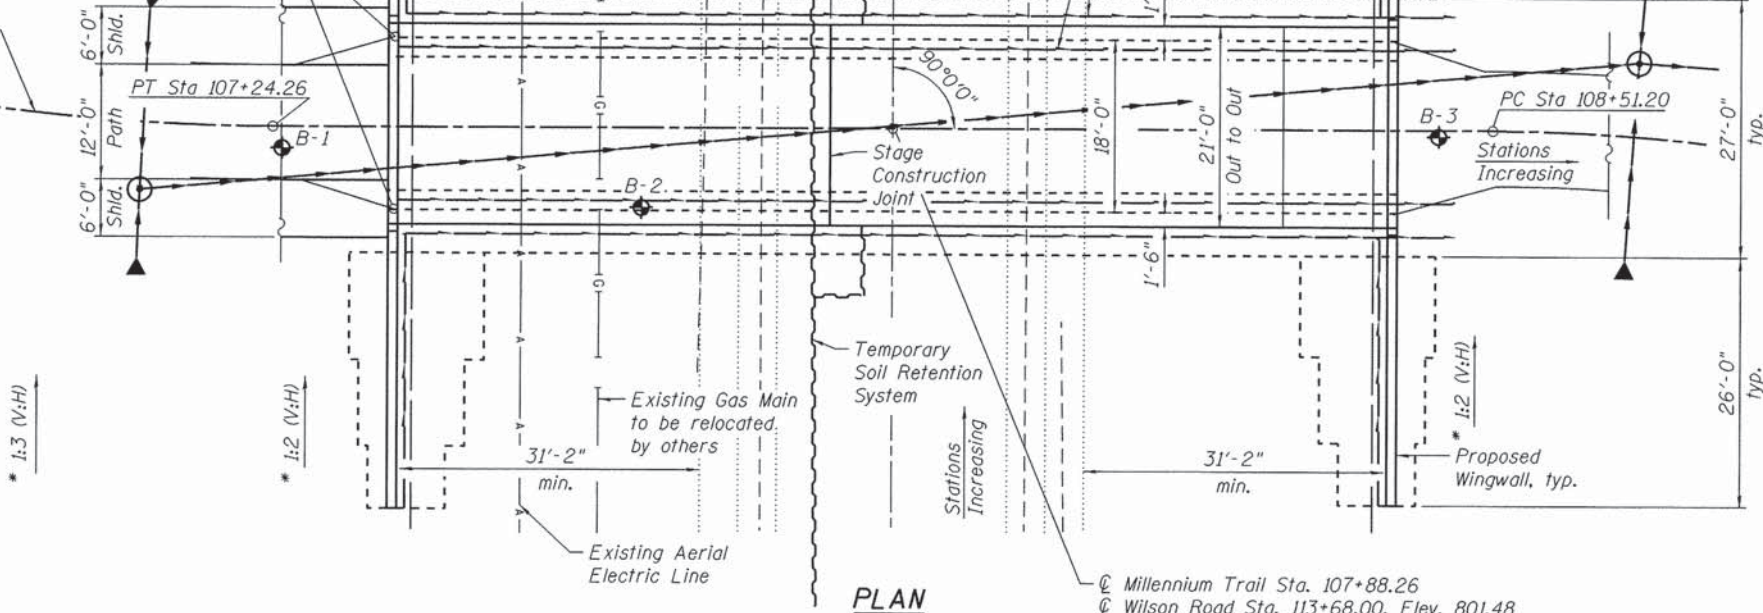 6'-0"
Shld.
12'-0"
Path
6'-0"
Shld.
PT Sta 107+24.26
B-1
B-2
90°0'0"
Stage
Construction
Joint
18'-0"
21'-0"
Out to Out
1'-6"
B-3
PC Sta 108+51.20
Stations
Increasing
27'-0"
typ.
26'-0"
typ.
* 1:3 (V:H)
* 1:2 (V:H)
A
G
A
G
A
G
A
A
A
A
Existing Gas Main
to be relocated
by others
31'-2"
min.
Temporary
Soil Retention
System
Stations
Increasing
31'-2"
min.
* 1:2 (V:H)
Proposed
Wingwall, typ.
Existing Aerial
Electric Line
PLAN
℄ Millennium Trail Sta. 107+88.26
℄ Wilson Road Sta. 113+68.00, Elev. 801.48